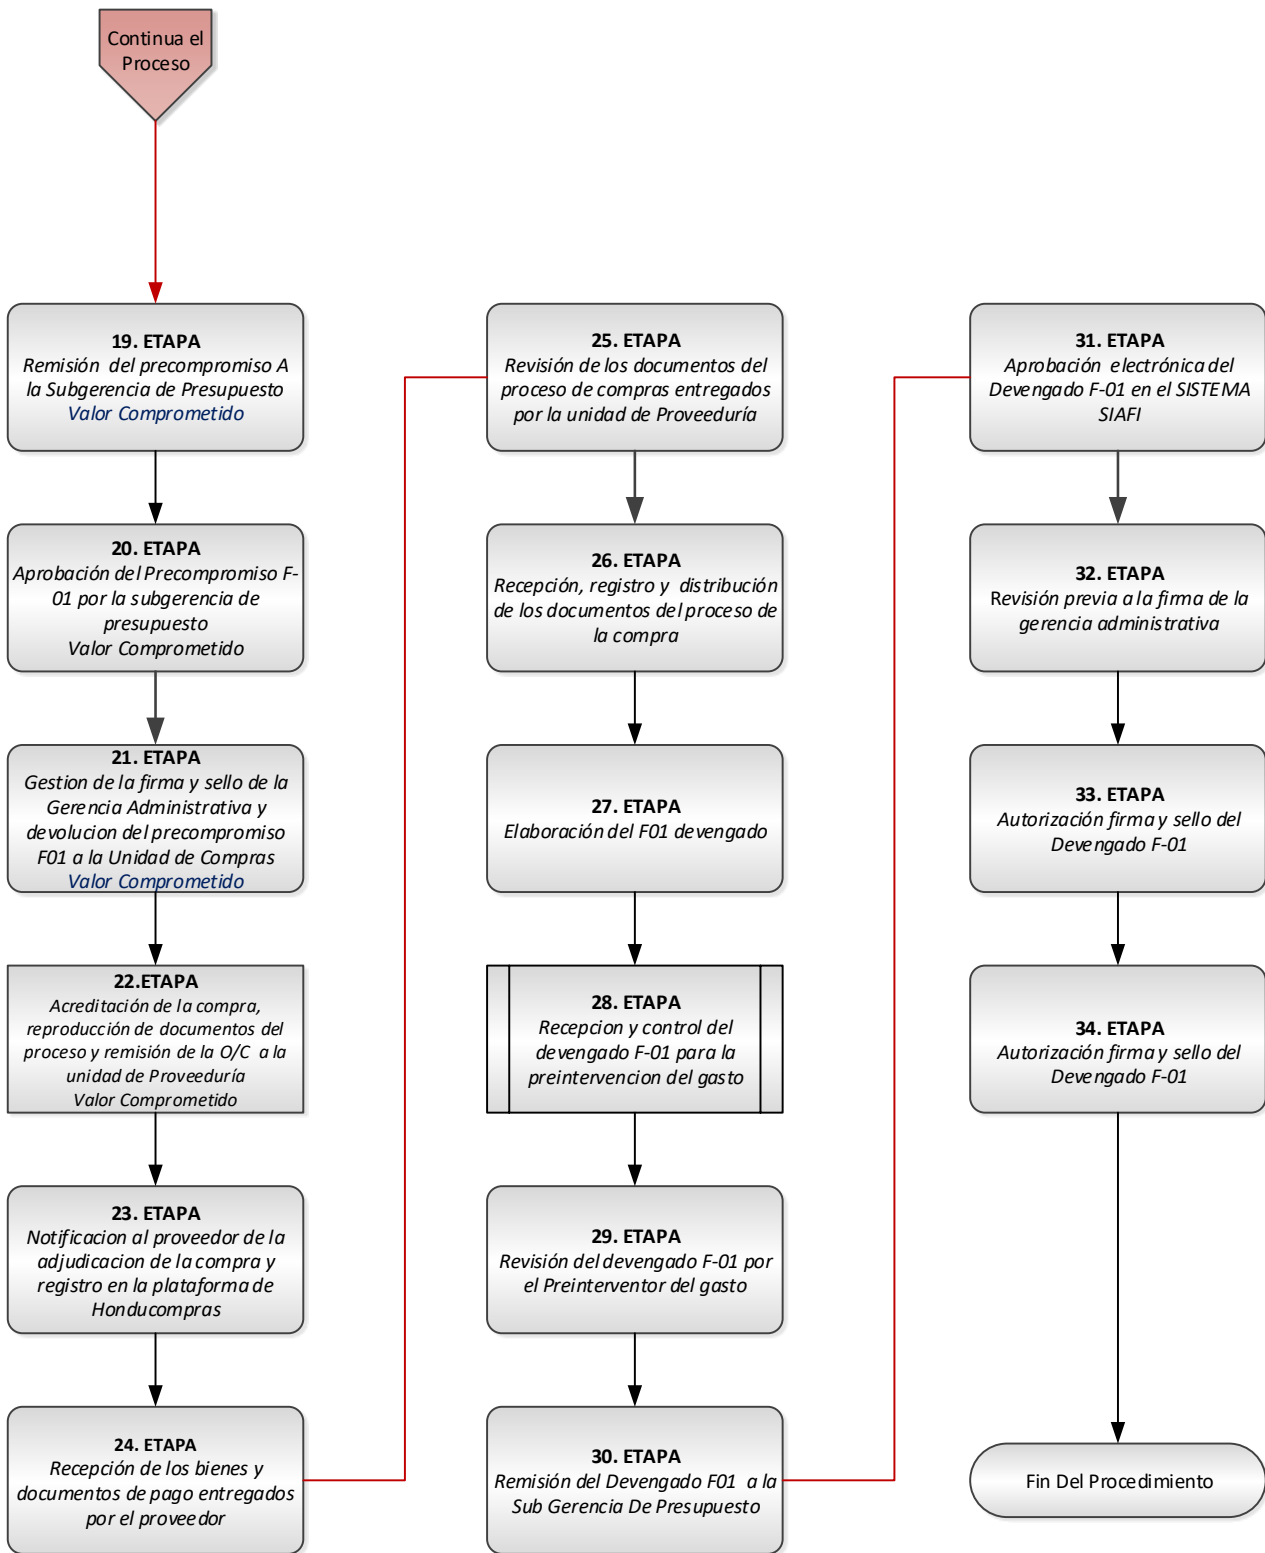 Continua el
Proceso
19. ETAPA
Remisión del precompromiso A
la Subgerencia de Presupuesto
Valor Comprometido
20. ETAPA
Aprobación del Precompromiso F-
01 por la subgerencia de
presupuesto
Valor Comprometido
21. ETAPA
Gestion de la firma y sello de la
Gerencia Administrativa y
devolucion del precompromiso
F01 a la Unidad de Compras
Valor Comprometido
22.ETAPA
Acreditación de la compra,
reproducción de documentos del
proceso y remisión de la O/C a la
unidad de Proveeduría
Valor Comprometido
23. ETAPA
Notificacion al proveedor de la
adjudicacion de la compra y
registro en la plataforma de
Honducompras
24. ETAPA
Recepción de los bienes y
documentos de pago entregados
por el proveedor
25. ETAPA
Revisión de los documentos del
proceso de compras entregados
por la unidad de Proveeduría
26. ETAPA
Recepción, registro y distribución
de los documentos del proceso de
la compra
27. ETAPA
Elaboración del F01 devengado
28. ETAPA
Recepcion y control del
devengado F-01 para la
preintervencion del gasto
29. ETAPA
Revisión del devengado F-01 por
el Preinterventor del gasto
30. ETAPA
Remisión del Devengado F01 a la
Sub Gerencia De Presupuesto
31. ETAPA
Aprobación electrónica del
Devengado F-01 en el SISTEMA
SIAFI
32. ETAPA
Revisión previa a la firma de la
gerencia administrativa
33. ETAPA
Autorización firma y sello del
Devengado F-01
34. ETAPA
Autorización firma y sello del
Devengado F-01
Fin Del Procedimiento